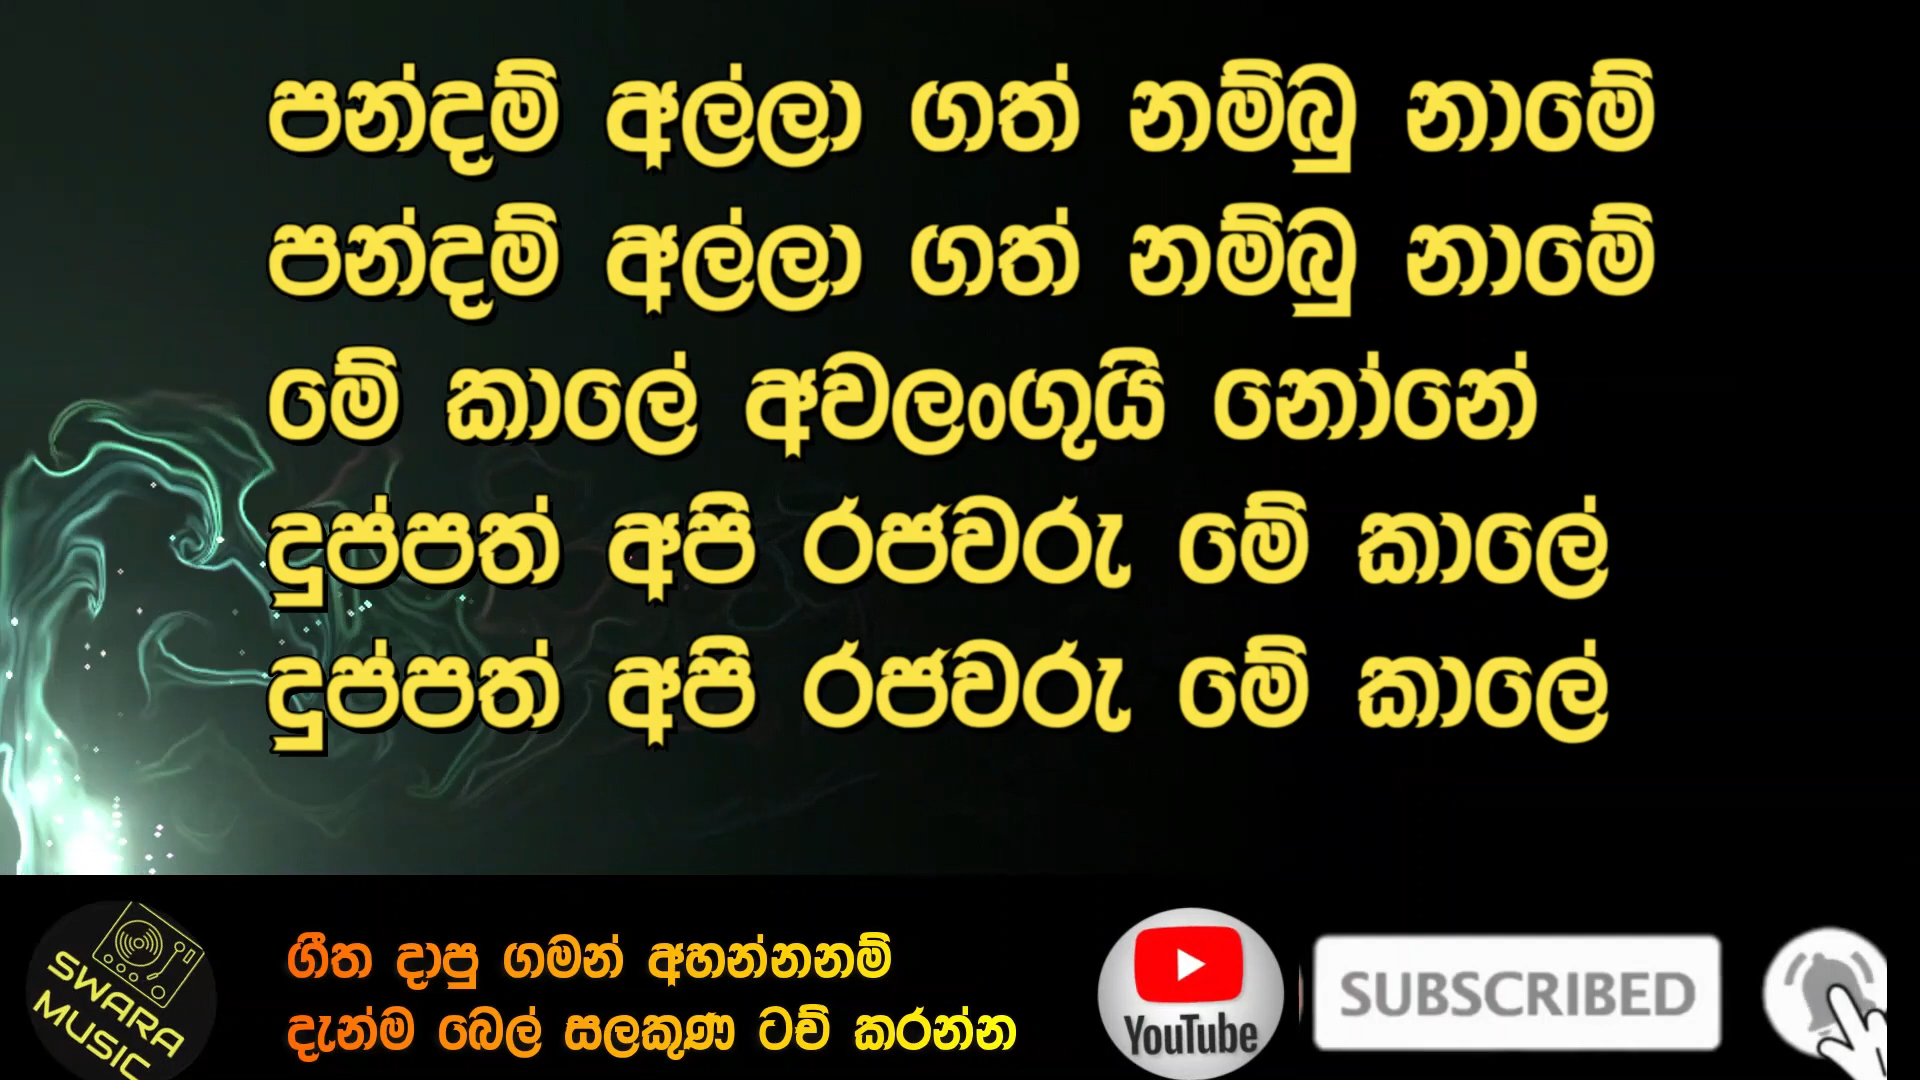 පන්දම් අල්ලා ගත් නම්බු නාමේ
පන්දම් අල්ලා ගත් නම්බු නාමේ
මේ කාලේ අවලංගුයි නෝනේ
දුප්පත් අපි රජවරු මේ කාලේ
දුප්පත් අපි රජවරු මේ කාලේ
SWARA
MUSIC
ගීත දාපු ගමන් අහන්නනම්
දැන්ම බෙල් සලකුණ ටච් කරන්න
YouTube
SUBSCRIBED